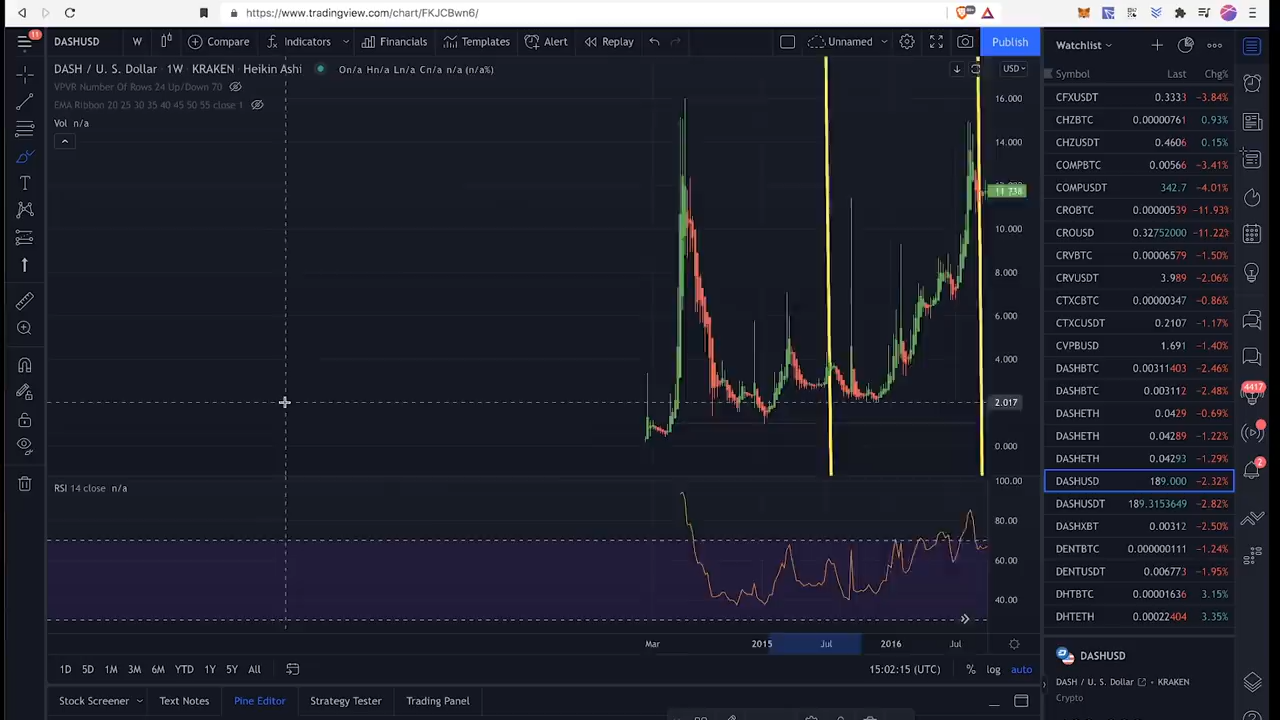 https://www.tradingview.com/chart/FKJCBwn6/
99+
11
DASHUSD W Compare Indicators Financials Templates Alert Replay Unnamed Publish
DASH / U. S. Dollar · 1W · KRAKEN · Heikin Ashi On/a Hn/a Ln/a Cn/a n/a (n/a%)
USD
VPVR Number Of Rows 24 Up/Down 70
EMA Ribbon 20 25 30 35 40 45 50 55 close 1
Vol n/a
16.000
14.000
11.738
10.000
8.000
6.000
4.000
2.017
0.000
RSI 14 close n/a
100.00
80.00
60.00
40.00
Mar 2015 Jul 2016 Jul
1D 5D 1M 3M 6M YTD 1Y 5Y All
15:02:15 (UTC) % log auto
Stock Screener Text Notes Pine Editor Strategy Tester Trading Panel
Watchlist
Symbol Last Chg%
CFXUSDT 0.3333 −3.84%
CHZBTC 0.00000761 0.93%
CHZUSDT 0.4606 0.15%
COMPBTC 0.00566 −3.41%
COMPUSDT 342.7 −4.01%
CROBTC 0.00000539 −11.93%
CROUSD 0.32752000 −11.22%
CRVBTC 0.00006579 −1.50%
CRVUSDT 3.989 −2.06%
CTXCBTC 0.00000347 −0.86%
CTXCUSDT 0.2107 −1.17%
CVPBUSD 1.691 −1.40%
DASHBTC 0.00311403 −2.46%
DASHBTC 0.003112 −2.48%
DASHETH 0.0429 −0.69%
DASHETH 0.04289 −1.22%
DASHETH 0.04293 −1.29%
DASHUSD 189.000 −2.32%
DASHUSDT 189.3153649 −2.82%
DASHXBT 0.00312 −2.50%
DENTBTC 0.000000111 −1.24%
DENTUSDT 0.006773 −1.95%
DHTBTC 0.00001636 3.15%
DHTETH 0.00022404 3.35%
DASHUSD
DASH / U. S. Dollar · KRAKEN
Crypto
4417
2